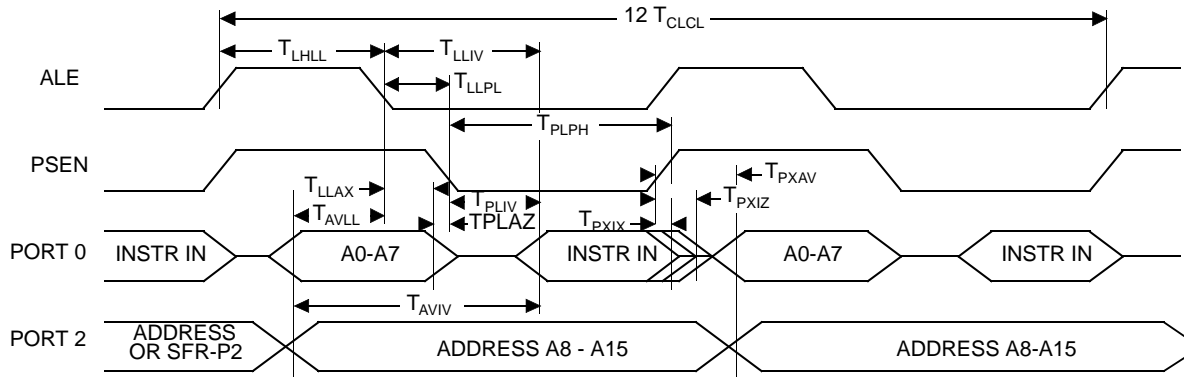 12 TCLCL
TLHLL TLLIV
ALE
TLLPL
TPLPH
PSEN
TLLAX TPXAV
TPLIV TPXIZ
TAVLL TPLAZ TPXIX
PORT 0 INSTR IN A0-A7 INSTR IN A0-A7 INSTR IN
TAVIV
PORT 2 ADDRESS OR SFR-P2 ADDRESS A8 - A15 ADDRESS A8-A15